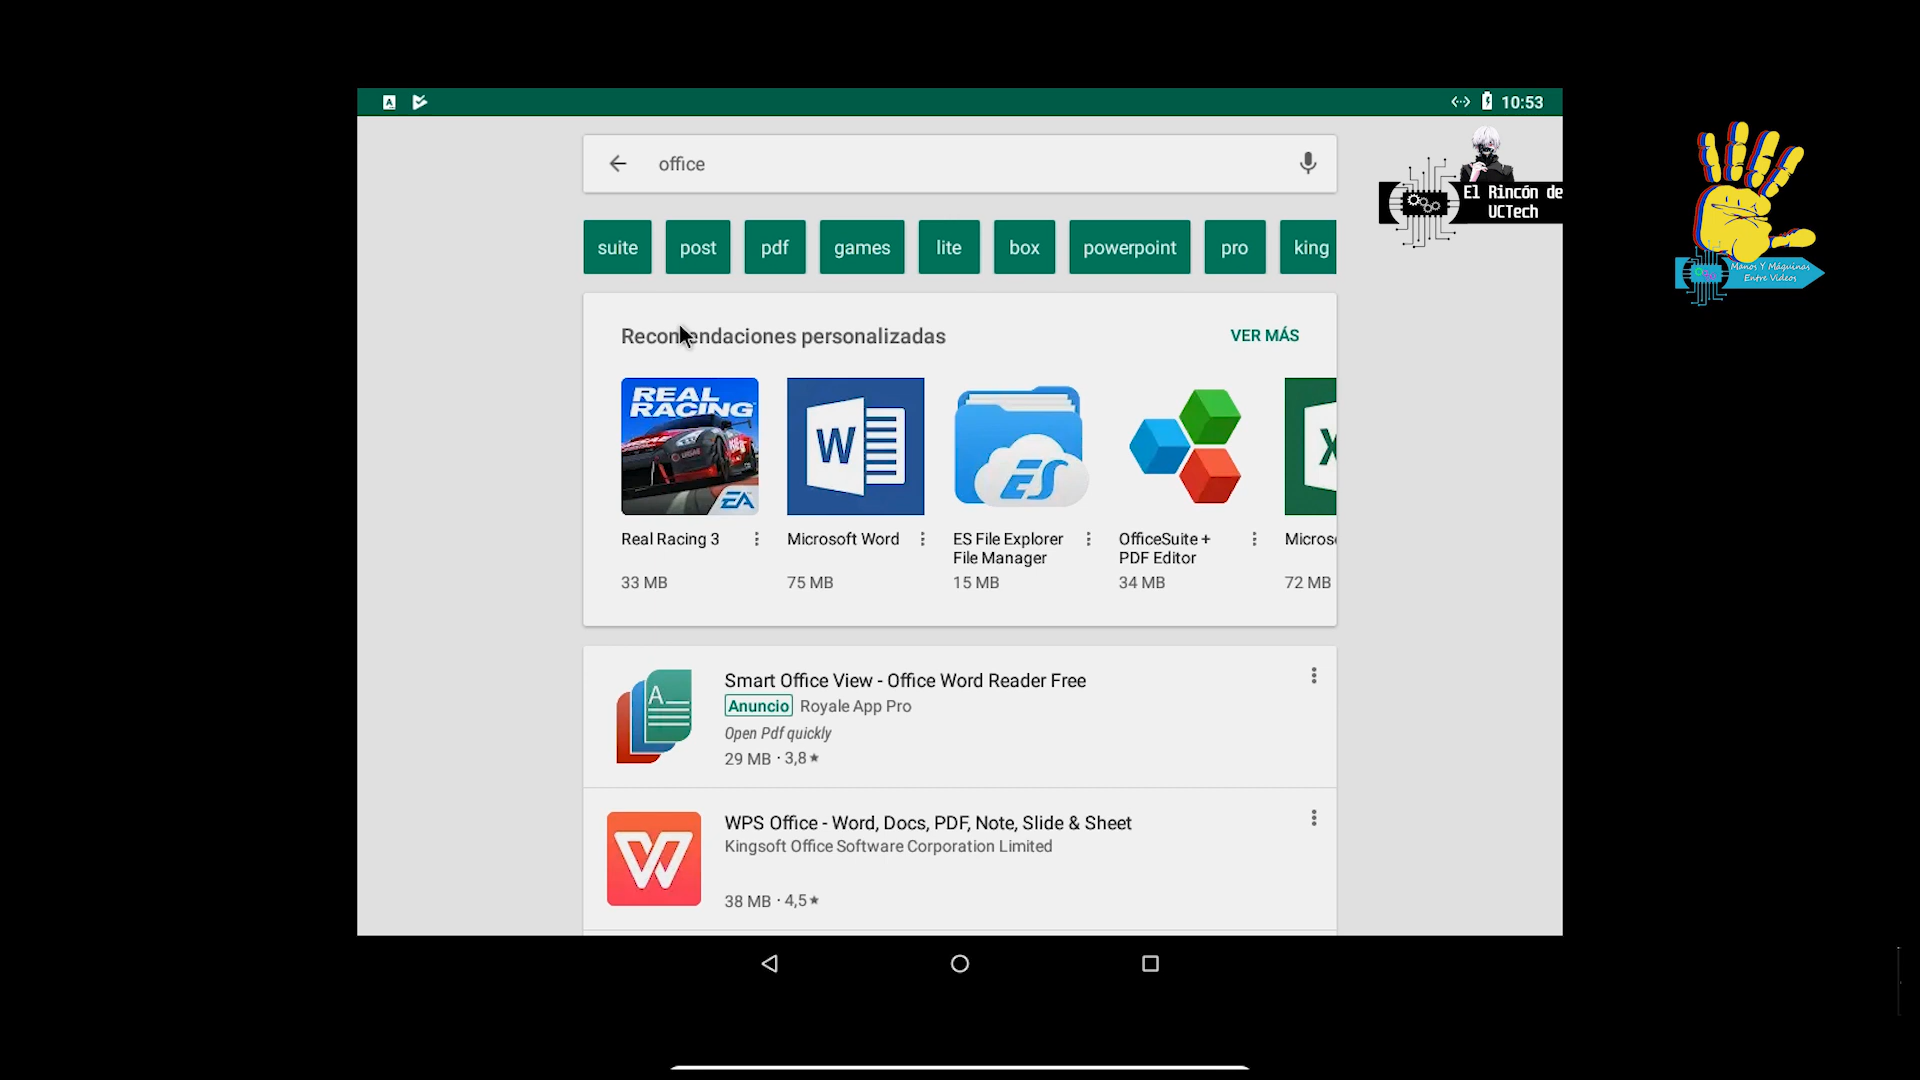 10:53
office
El Rincón de
UCTech
Manos Y Máquinas
Entre Videos
suite post pdf games lite box powerpoint pro king
Recomendaciones personalizadas VER MÁS
REAL
RACING
EA
W
ES
X
Real Racing 3
33 MB
Microsoft Word
75 MB
ES File Explorer
File Manager
15 MB
OfficeSuite +
PDF Editor
34 MB
Micros
72 MB
A
Smart Office View - Office Word Reader Free
Anuncio Royale App Pro
Open Pdf quickly
29 MB · 3,8★
W
WPS Office - Word, Docs, PDF, Note, Slide & Sheet
Kingsoft Office Software Corporation Limited
38 MB · 4,5★